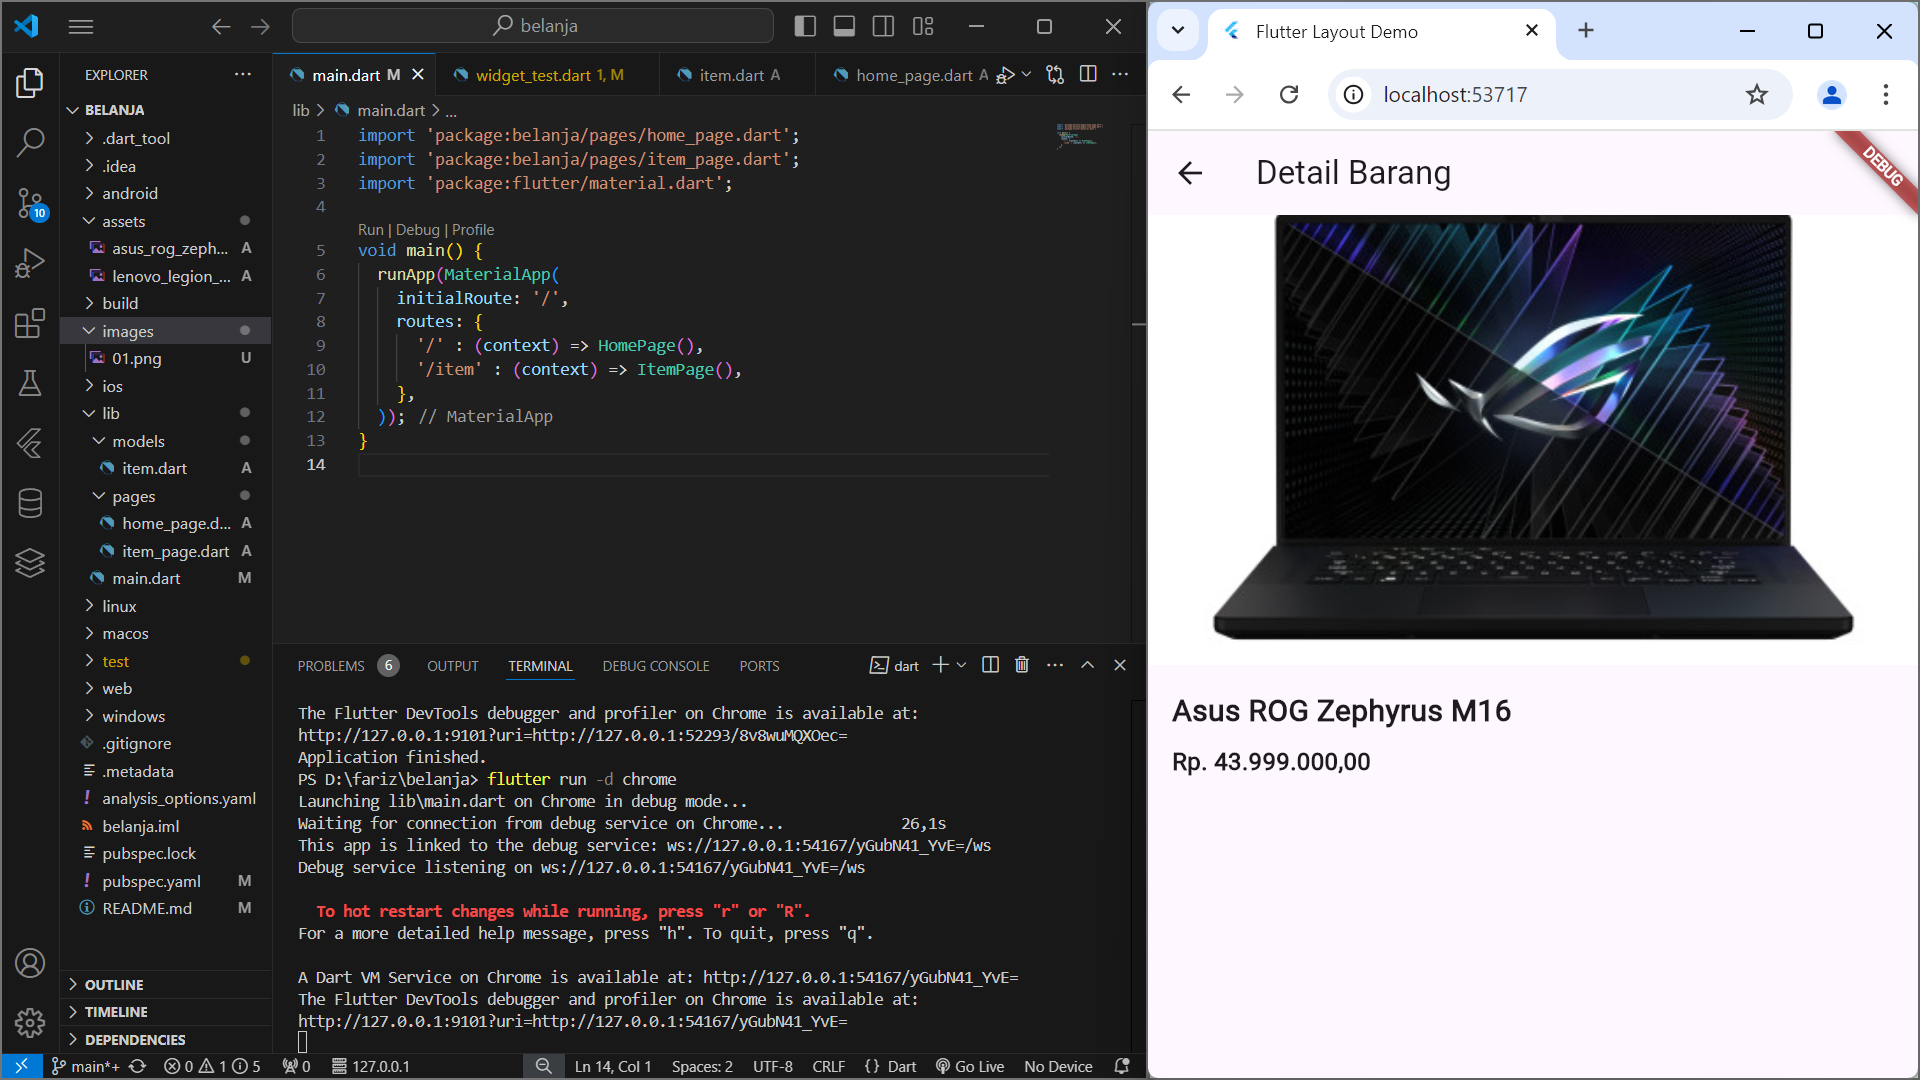 belanja
EXPLORER
BELANJA
.dart_tool
.idea
android
assets
asus_rog_zeph... A
lenovo_legion_... A
build
images
01.png U
ios
lib
models
item.dart A
pages
home_page.d... A
item_page.dart A
main.dart M
linux
macos
test
web
windows
.gitignore
.metadata
analysis_options.yaml
belanja.iml
pubspec.lock
pubspec.yaml M
README.md M
OUTLINE
TIMELINE
DEPENDENCIES
10
main.dart M
widget_test.dart 1, M
item.dart A
home_page.dart A
lib > main.dart > ...
1 import 'package:belanja/pages/home_page.dart';
2 import 'package:belanja/pages/item_page.dart';
3 import 'package:flutter/material.dart';
4
Run | Debug | Profile
5 void main() {
6 runApp(MaterialApp(
7 initialRoute: '/',
8 routes: {
9 '/' : (context) => HomePage(),
10 '/item' : (context) => ItemPage(),
11 },
12 )); // MaterialApp
13 }
14
PROBLEMS 6 OUTPUT TERMINAL DEBUG CONSOLE PORTS dart
The Flutter DevTools debugger and profiler on Chrome is available at:
http://127.0.0.1:9101?uri=http://127.0.0.1:52293/8v8wuMQXOec=
Application finished.
PS D:\fariz\belanja> flutter run -d chrome
Launching lib\main.dart on Chrome in debug mode...
Waiting for connection from debug service on Chrome... 26,1s
This app is linked to the debug service: ws://127.0.0.1:54167/yGubN41_YvE=/ws
Debug service listening on ws://127.0.0.1:54167/yGubN41_YvE=/ws
To hot restart changes while running, press "r" or "R".
For a more detailed help message, press "h". To quit, press "q".
A Dart VM Service on Chrome is available at: http://127.0.0.1:54167/yGubN41_YvE=
The Flutter DevTools debugger and profiler on Chrome is available at:
http://127.0.0.1:9101?uri=http://127.0.0.1:54167/yGubN41_YvE=
main*+ 0 1 5 0 127.0.0.1 Ln 14, Col 1 Spaces: 2 UTF-8 CRLF {} Dart Go Live No Device
Flutter Layout Demo
localhost:53717
Detail Barang
DEBUG
Asus ROG Zephyrus M16
Rp. 43.999.000,00